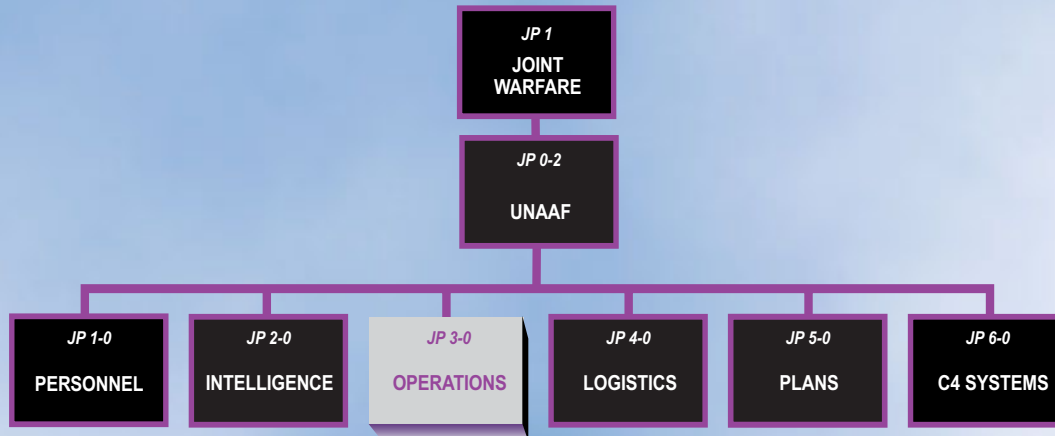 JP 1
JOINT
WARFARE
JP 0-2
UNAAF
JP 1-0
PERSONNEL
JP 2-0
INTELLIGENCE
JP 3-0
OPERATIONS
JP 4-0
LOGISTICS
JP 5-0
PLANS
JP 6-0
C4 SYSTEMS